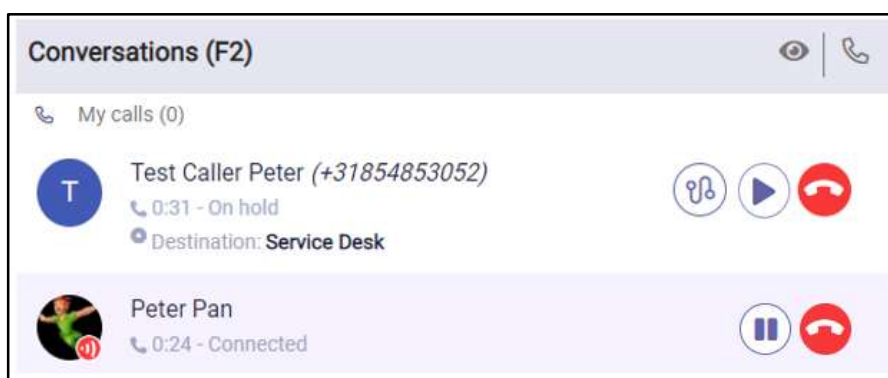 Conversations (F2)
My calls (0)
T
Test Caller Peter (+31854853052)
0:31 - On hold
Destination: Service Desk
Peter Pan
0:24 - Connected